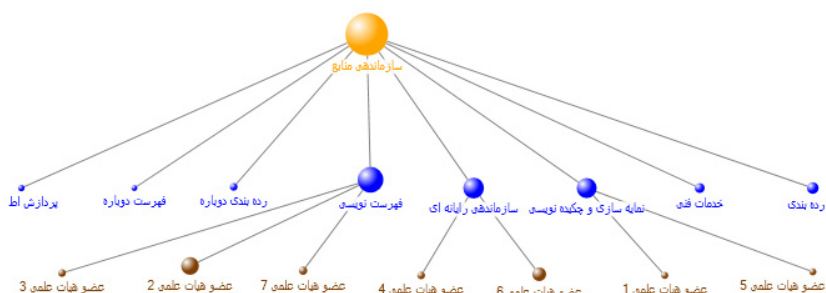 سازماندهی منابع
رده بندی
خدمات فنی
نمایه سازی و چکیده نویسی
سازماندهی رایانه ای
فهرست نویسی
رده بندی دوباره
فهرست دوباره
پردازش اط
عضو هیات علمی 5
عضو هیات علمی 1
عضو هیات علمی 6
عضو هیات علمی 4
عضو هیات علمی 7
عضو هیات علمی 2
عضو هیات علمی 3